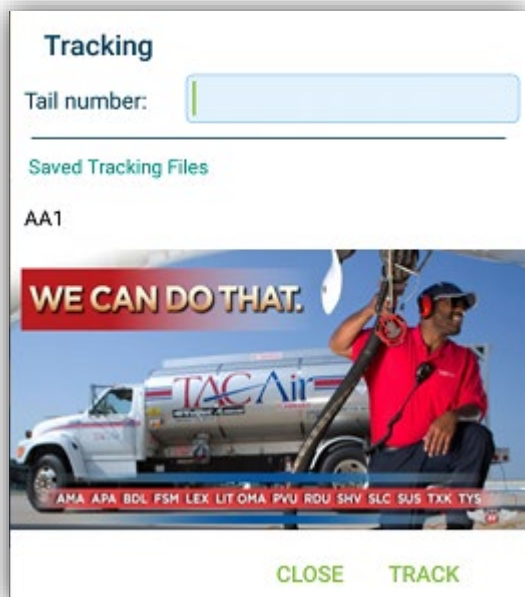 Tracking
Tail number:
Saved Tracking Files
AA1
WE CAN DO THAT.
TAC Air
AMA APA BDL FSM LEX LIT OMA PVU RDU SHV SLC SUS TXK TYS
CLOSE TRACK